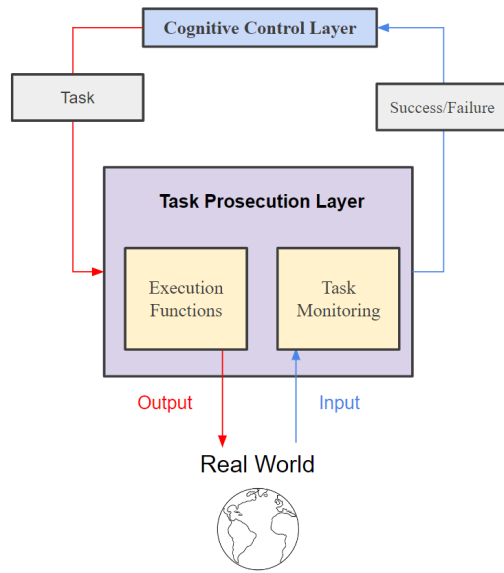 Cognitive Control Layer
Task
Success/Failure
Task Prosecution Layer
Execution
Functions
Task
Monitoring
Output
Input
Real World